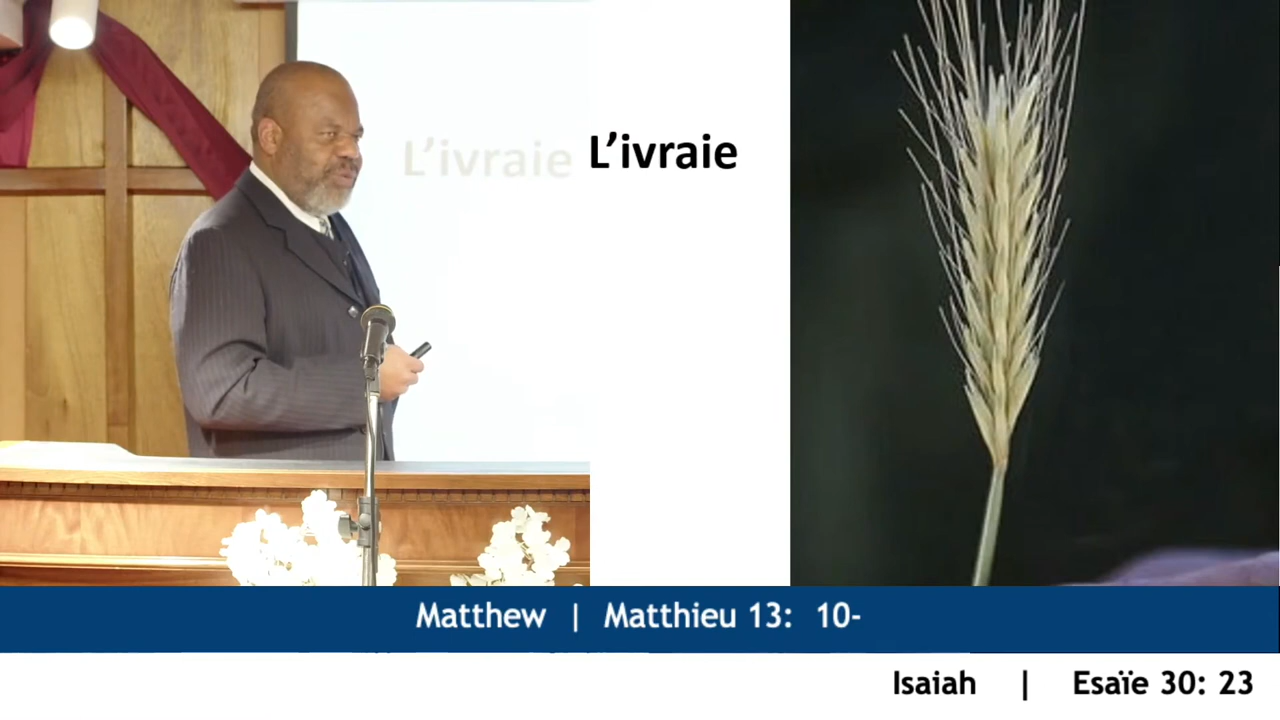 L’ivraie L’ivraie
Matthew | Matthieu 13: 10-
Isaiah | Esaïe 30: 23